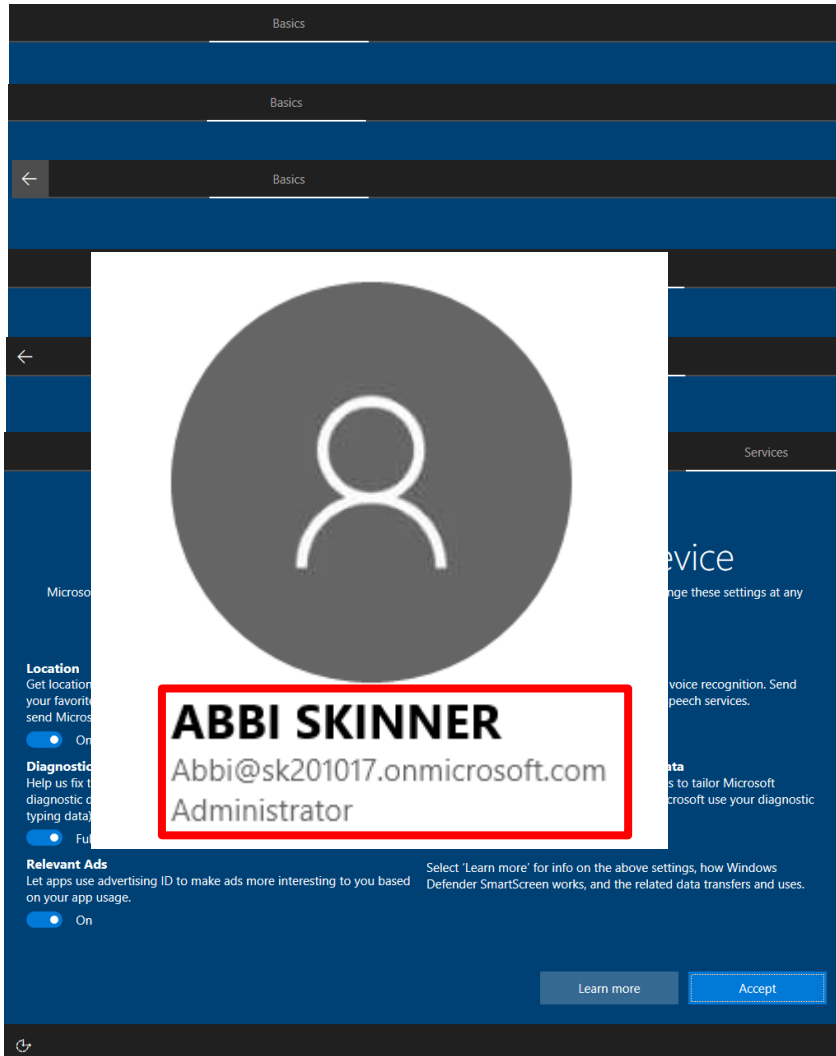 Basics
Basics
Basics
Services
evice
Microso
nge these settings at any
Location
Get location
your favorite
send Micros
On
voice recognition. Send
peech services.
Diagnostic
Help us fix t
diagnostic d
typing data)
Ful
ata
s to tailor Microsoft
crosoft use your diagnostic
ABBI SKINNER
Abbi@sk201017.onmicrosoft.com
Administrator
Relevant Ads
Let apps use advertising ID to make ads more interesting to you based
on your app usage.
On
Select 'Learn more' for info on the above settings, how Windows
Defender SmartScreen works, and the related data transfers and uses.
Learn more
Accept